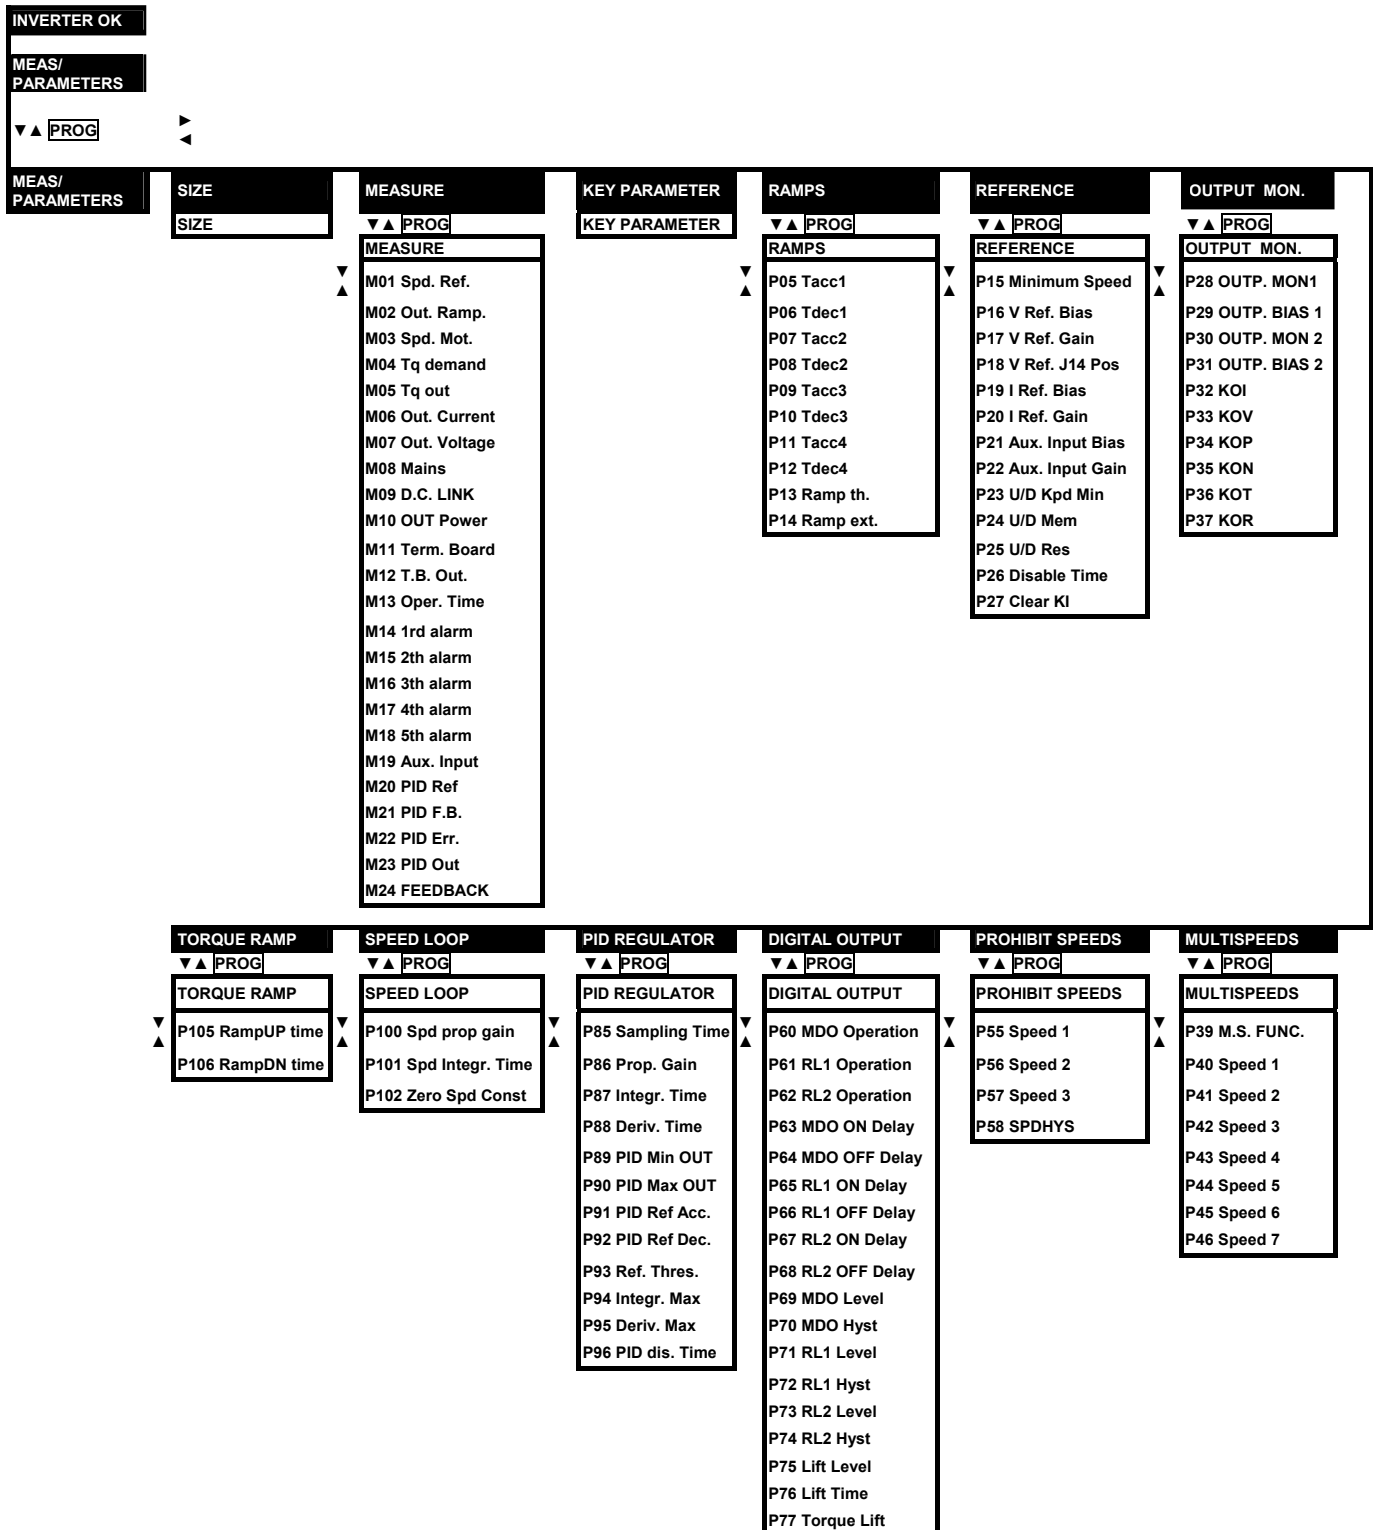 INVERTER OK
MEAS/
PARAMETERS
▼▲ PROG
►
◄
MEAS/
PARAMETERS
SIZE
SIZE
MEASURE
▼▲ PROG
MEASURE
▼
▲
M01 Spd. Ref.
M02 Out. Ramp.
M03 Spd. Mot.
M04 Tq demand
M05 Tq out
M06 Out. Current
M07 Out. Voltage
M08 Mains
M09 D.C. LINK
M10 OUT Power
M11 Term. Board
M12 T.B. Out.
M13 Oper. Time
M14 1rd alarm
M15 2th alarm
M16 3th alarm
M17 4th alarm
M18 5th alarm
M19 Aux. Input
M20 PID Ref
M21 PID F.B.
M22 PID Err.
M23 PID Out
M24 FEEDBACK
KEY PARAMETER
KEY PARAMETER
RAMPS
▼▲ PROG
RAMPS
▼
▲
P05 Tacc1
P06 Tdec1
P07 Tacc2
P08 Tdec2
P09 Tacc3
P10 Tdec3
P11 Tacc4
P12 Tdec4
P13 Ramp th.
P14 Ramp ext.
REFERENCE
▼▲ PROG
REFERENCE
▼
▲
P15 Minimum Speed
P16 V Ref. Bias
P17 V Ref. Gain
P18 V Ref. J14 Pos
P19 I Ref. Bias
P20 I Ref. Gain
P21 Aux. Input Bias
P22 Aux. Input Gain
P23 U/D Kpd Min
P24 U/D Mem
P25 U/D Res
P26 Disable Time
P27 Clear KI
OUTPUT MON.
▼▲ PROG
OUTPUT MON.
▼
▲
P28 OUTP. MON1
P29 OUTP. BIAS 1
P30 OUTP. MON 2
P31 OUTP. BIAS 2
P32 KOI
P33 KOV
P34 KOP
P35 KON
P36 KOT
P37 KOR
TORQUE RAMP
▼▲ PROG
TORQUE RAMP
▼
▲
P105 RampUP time
P106 RampDN time
SPEED LOOP
▼▲ PROG
SPEED LOOP
▼
▲
P100 Spd prop gain
P101 Spd Integr. Time
P102 Zero Spd Const
PID REGULATOR
▼▲ PROG
PID REGULATOR
▼
▲
P85 Sampling Time
P86 Prop. Gain
P87 Integr. Time
P88 Deriv. Time
P89 PID Min OUT
P90 PID Max OUT
P91 PID Ref Acc.
P92 PID Ref Dec.
P93 Ref. Thres.
P94 Integr. Max
P95 Deriv. Max
P96 PID dis. Time
DIGITAL OUTPUT
▼▲ PROG
DIGITAL OUTPUT
▼
▲
P60 MDO Operation
P61 RL1 Operation
P62 RL2 Operation
P63 MDO ON Delay
P64 MDO OFF Delay
P65 RL1 ON Delay
P66 RL1 OFF Delay
P67 RL2 ON Delay
P68 RL2 OFF Delay
P69 MDO Level
P70 MDO Hyst
P71 RL1 Level
P72 RL1 Hyst
P73 RL2 Level
P74 RL2 Hyst
P75 Lift Level
P76 Lift Time
P77 Torque Lift
PROHIBIT SPEEDS
▼▲ PROG
PROHIBIT SPEEDS
▼
▲
P55 Speed 1
P56 Speed 2
P57 Speed 3
P58 SPDHYS
MULTISPEEDS
▼▲ PROG
MULTISPEEDS
▼
▲
P39 M.S. FUNC.
P40 Speed 1
P41 Speed 2
P42 Speed 3
P43 Speed 4
P44 Speed 5
P45 Speed 6
P46 Speed 7